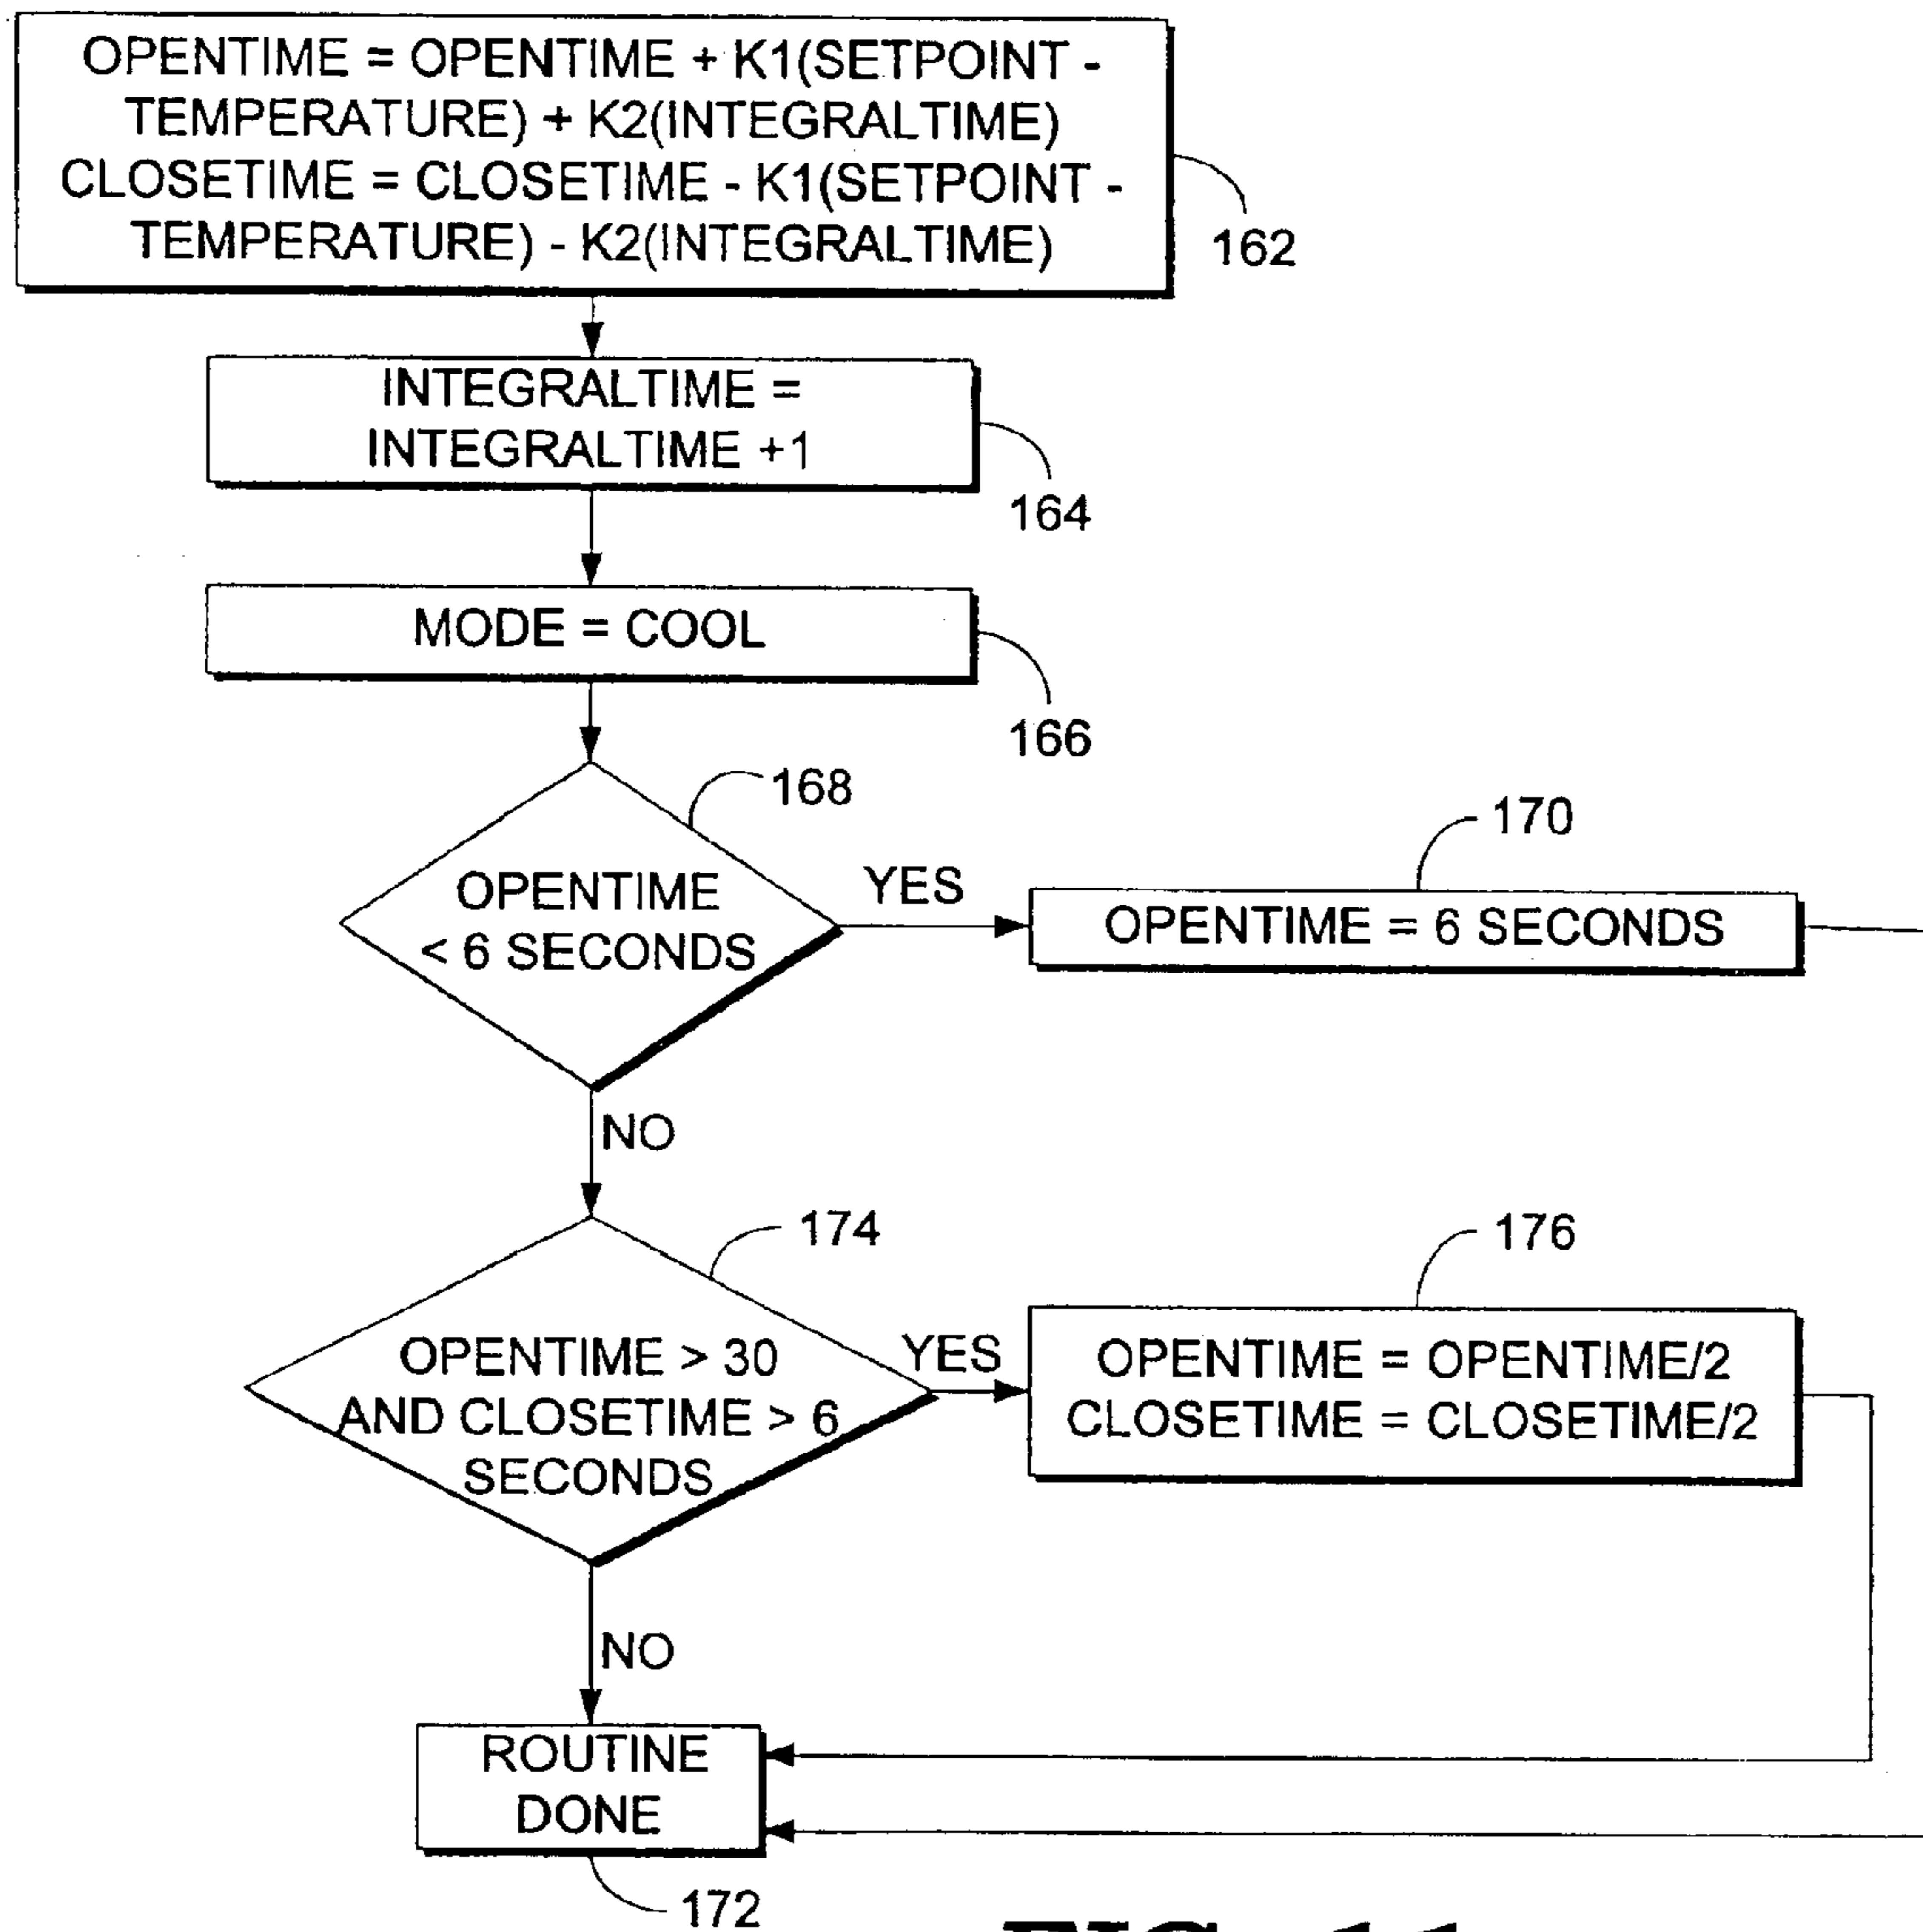 OPENTIME = OPENTIME + K1(SETPOINT -
TEMPERATURE) + K2(INTEGRALTIME)
CLOSETIME = CLOSETIME - K1(SETPOINT -
TEMPERATURE) - K2(INTEGRALTIME)
162
INTEGRALTIME =
INTEGRALTIME +1
164
MODE = COOL
166
168
OPENTIME
< 6 SECONDS
YES
170
OPENTIME = 6 SECONDS
NO
174
OPENTIME > 30
AND CLOSETIME > 6
SECONDS
YES
176
OPENTIME = OPENTIME/2
CLOSETIME = CLOSETIME/2
NO
ROUTINE
DONE
172